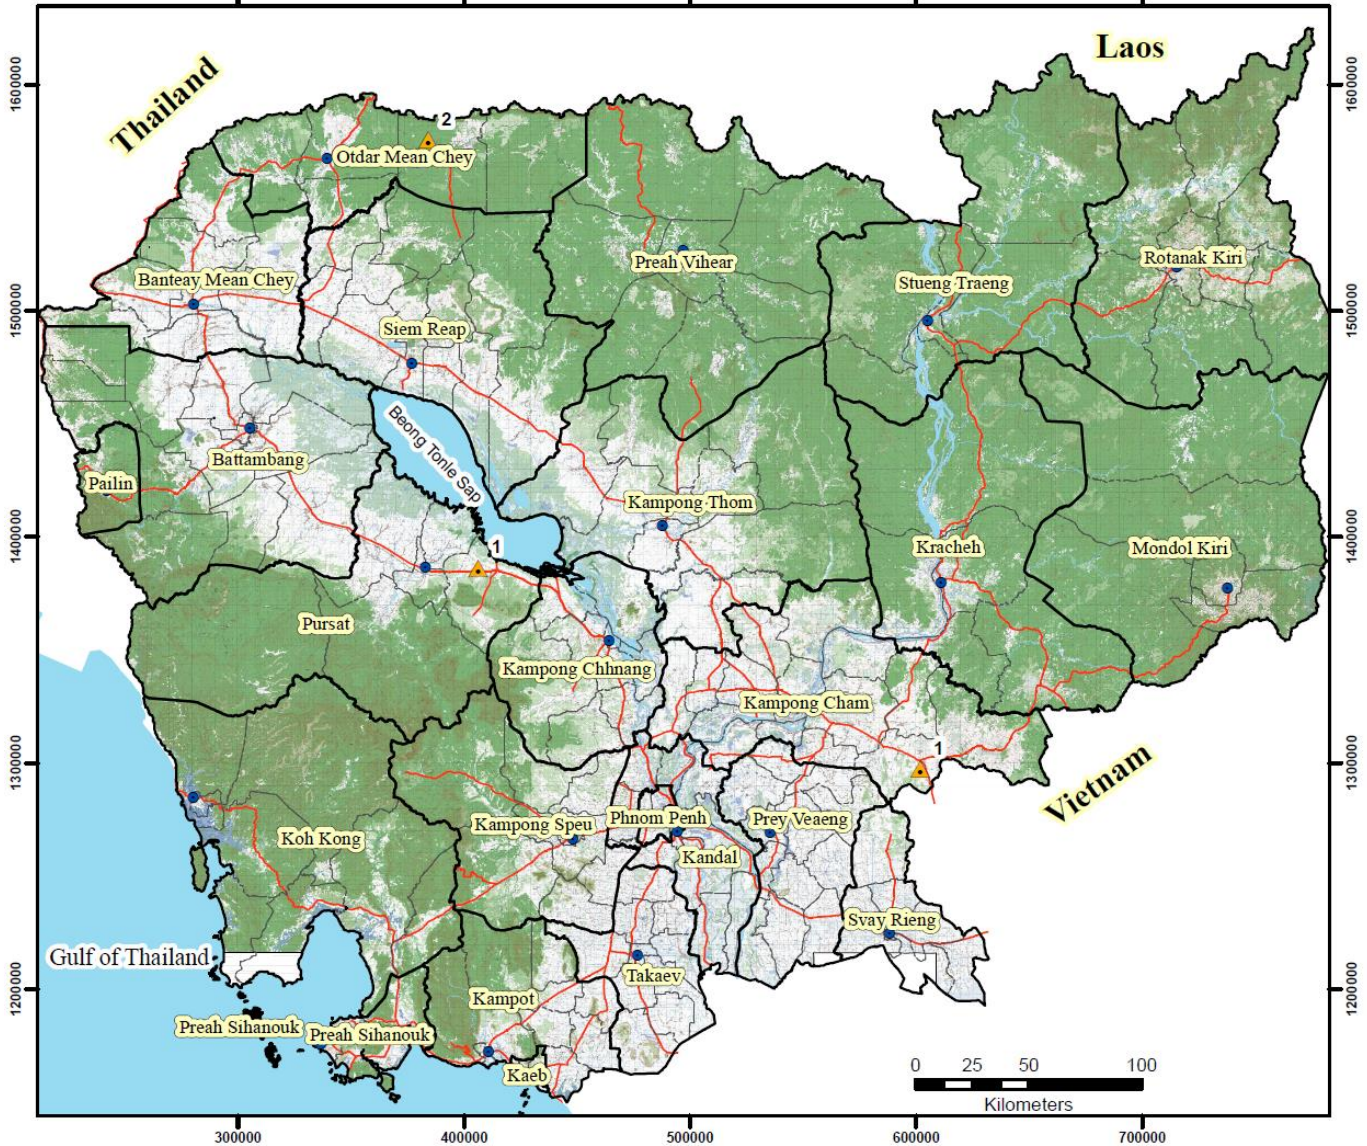 Laos
Thailand
1600000
1600000
2
Otdar Mean Chey
Preah Vihear
Rotanak Kiri
Banteay Mean Chey
Stueng Traeng
1500000
1500000
Siem Reap
Beong Tonle Sap
Battambang
Pailin
Kampong Thom
1400000
1400000
1
Kracheh
Mondol Kiri
Pursat
Kampong Chhnang
Kampong Cham
1
1300000
1300000
Vietnam
Koh Kong
Kampong Speu
Phnom Penh
Prey Veaeng
Kandal
Svay Rieng
Gulf of Thailand
Takaev
1200000
1200000
Kampot
Preah Sihanouk
Preah Sihanouk
Kaeb
0 25 50 100
Kilometers
300000 400000 500000 600000 700000